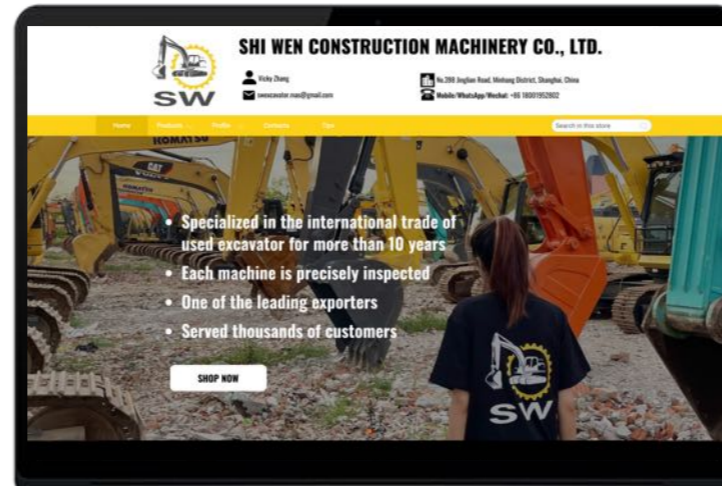 SHI WEN CONSTRUCTION MACHINERY CO., LTD.
SW
Vicky Zhang
No.399 Jinglian Road, Minhang District, Shanghai, China
Mobile/WhatsApp/Wechat: +86 18001952802
Home Products Profile Contacts Tips
Search in this store
KOMATSU
CAT
KOMATSU
• Specialized in the international trade of
used excavator for more than 10 years
• Each machine is precisely inspected
• One of the leading exporters
• Served thousands of customers
SHOP NOW
SW